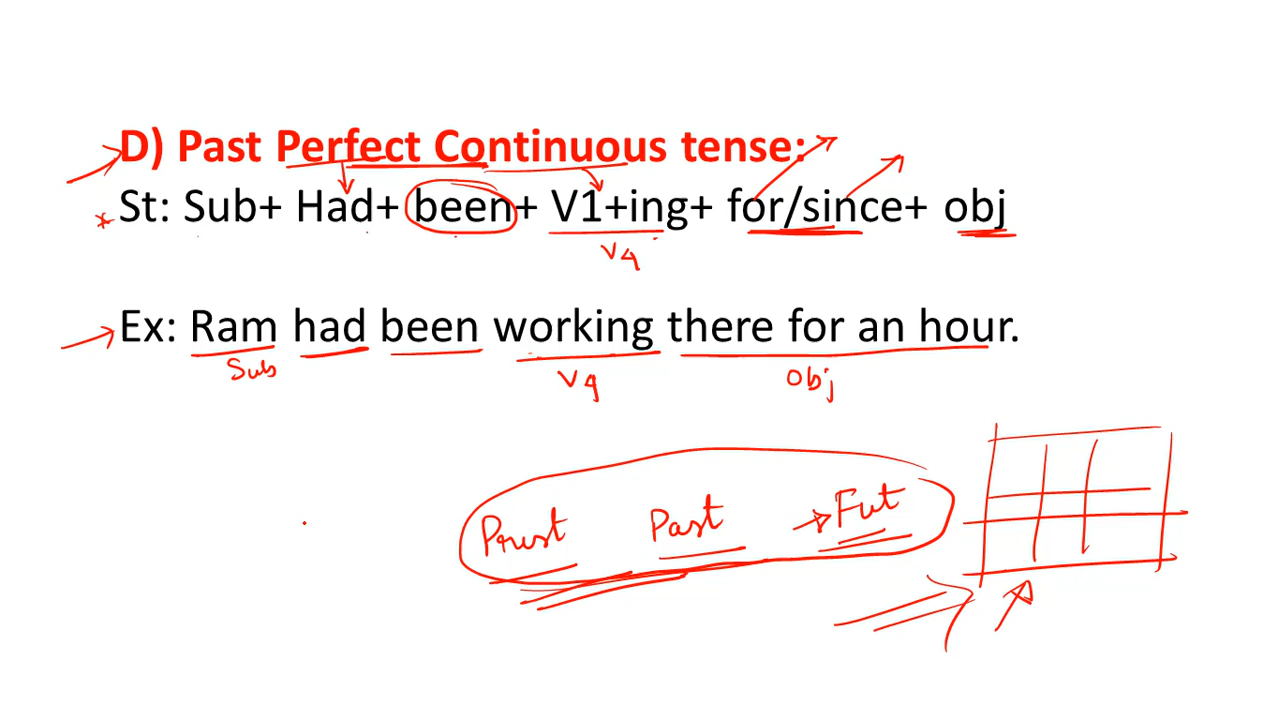 D) Past Perfect Continuous tense:
St: Sub+ Had+ been+ V1+ing+ for/since+ obj
V4
Ex: Ram had been working there for an hour.
Sub V4 obj
Prest Past Fut